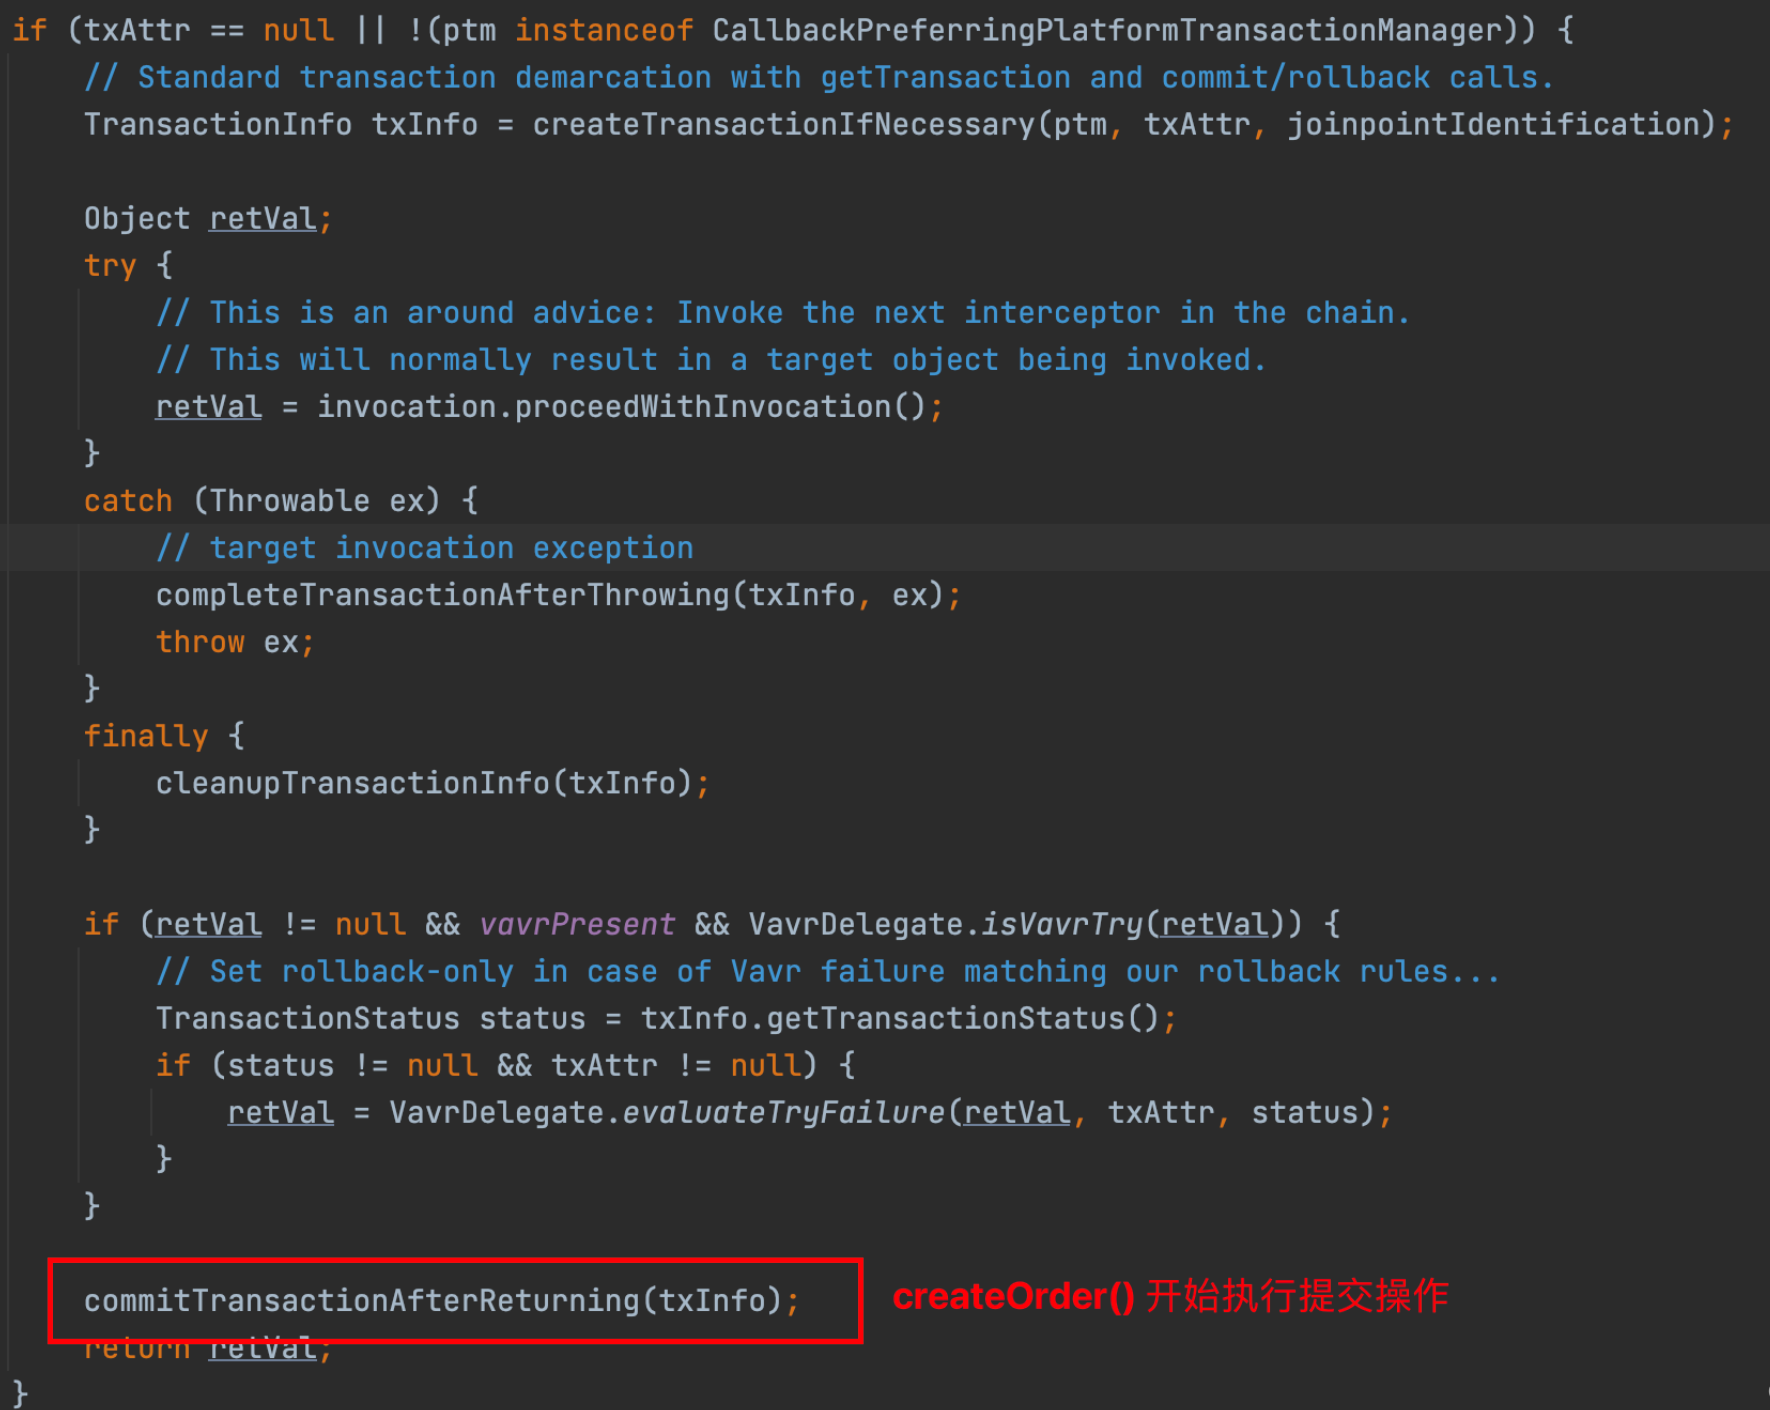 if (txAttr == null || !(ptm instanceof CallbackPreferringPlatformTransactionManager)) {
// Standard transaction demarcation with getTransaction and commit/rollback calls.
TransactionInfo txInfo = createTransactionIfNecessary(ptm, txAttr, joinpointIdentification);
Object retVal;
try {
// This is an around advice: Invoke the next interceptor in the chain.
// This will normally result in a target object being invoked.
retVal = invocation.proceedWithInvocation();
}
catch (Throwable ex) {
// target invocation exception
completeTransactionAfterThrowing(txInfo, ex);
throw ex;
}
finally {
cleanupTransactionInfo(txInfo);
}
if (retVal != null && vavrPresent && VavrDelegate.isVavrTry(retVal)) {
// Set rollback-only in case of Vavr failure matching our rollback rules...
TransactionStatus status = txInfo.getTransactionStatus();
if (status != null && txAttr != null) {
retVal = VavrDelegate.evaluateTryFailure(retVal, txAttr, status);
}
}
commitTransactionAfterReturning(txInfo); createOrder() 开始执行提交操作
return retVal;
}